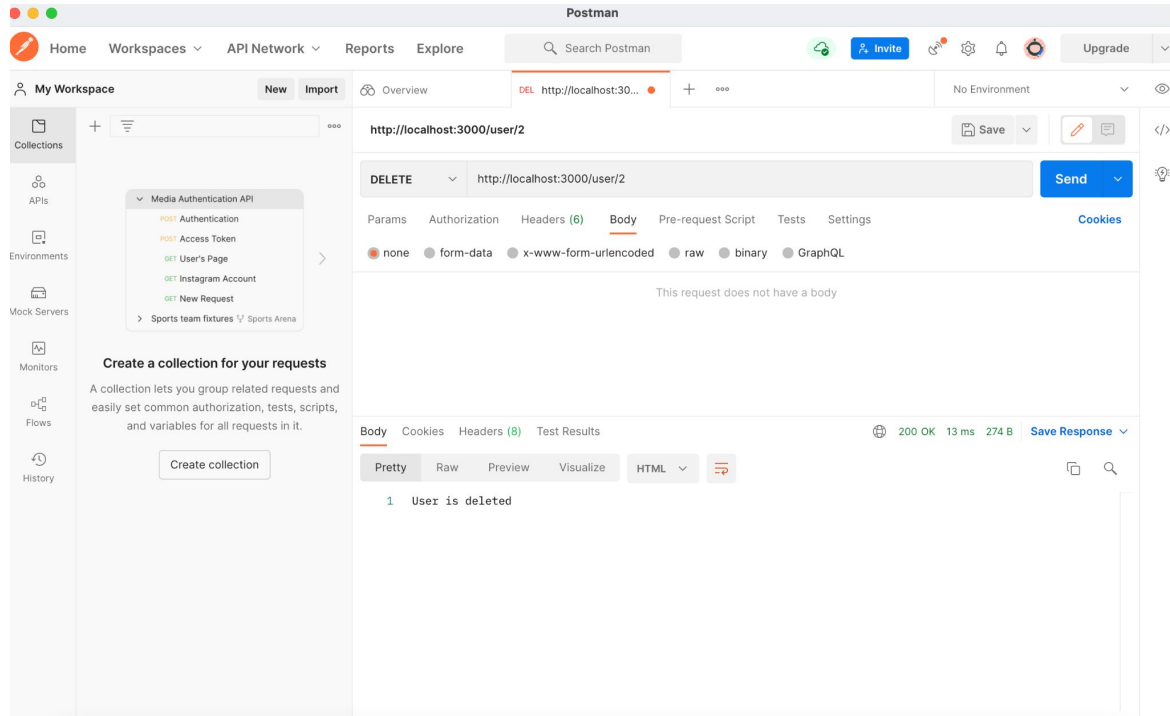 Postman
Home Workspaces API Network Reports Explore Search Postman Invite Upgrade
My Workspace New Import Overview DEL http://localhost:30... No Environment
Collections
APIs
Environments
Mock Servers
Monitors
Flows
History
Media Authentication API
POST Authentication
POST Access Token
GET User's Page
GET Instagram Account
GET New Request
Sports team fixtures Sports Arena
Create a collection for your requests
A collection lets you group related requests and
easily set common authorization, tests, scripts,
and variables for all requests in it.
Create collection
http://localhost:3000/user/2 Save
DELETE http://localhost:3000/user/2 Send
Params Authorization Headers (6) Body Pre-request Script Tests Settings Cookies
none form-data x-www-form-urlencoded raw binary GraphQL
This request does not have a body
Body Cookies Headers (8) Test Results 200 OK 13 ms 274 B Save Response
Pretty Raw Preview Visualize HTML
1 User is deleted